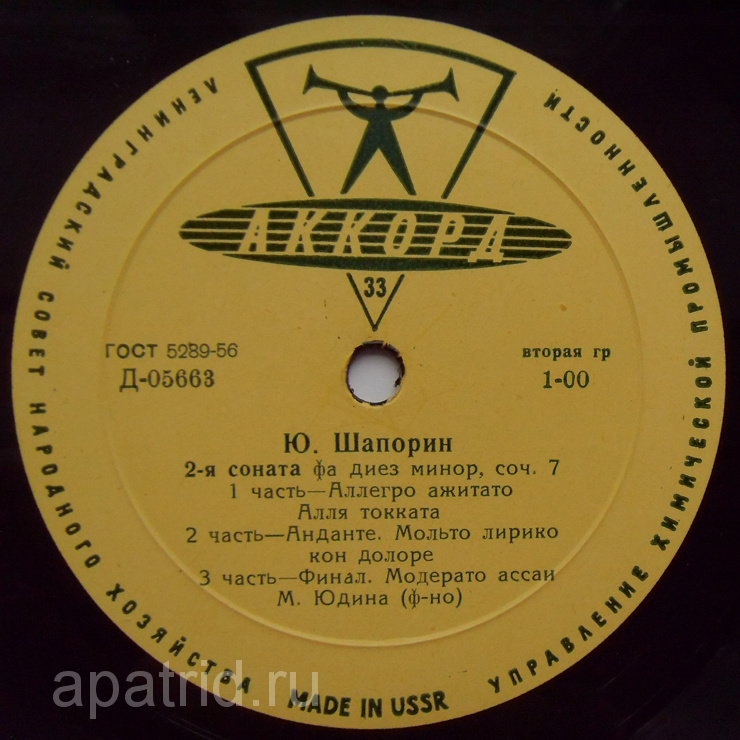 ЛЕНИНГРАДСКИЙ СОВЕТ НАРОДНОГО ХОЗЯЙСТВА
УПРАВЛЕНИЕ ХИМИЧЕСКОЙ ПРОМЫШЛЕННОСТИ
АККОРД
33
ГОСТ 5289-56
Д-05663
вторая гр
1-00
Ю. Шапорин
2-я соната фа диез минор, соч. 7
1 часть—Аллегро ажитато
Алля токката
2 часть—Анданте. Мольто лирико
кон долоре
3 часть—Финал. Модерато ассаи
М. Юдина (ф-но)
MADE IN USSR
apatrid.ru